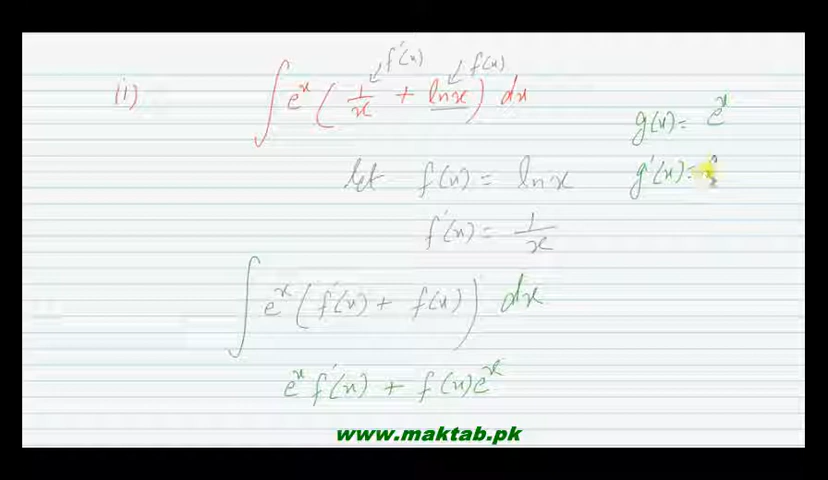 f'(x) f(x)
ii) ∫ e^x ( 1/x + ln x ) dx
g(x) = e^x
let f(x) = ln x g'(x) =
f'(x) = 1/x
∫ e^x ( f'(x) + f(x) ) dx
e^x f'(x) + f(x) e^x
www.maktab.pk